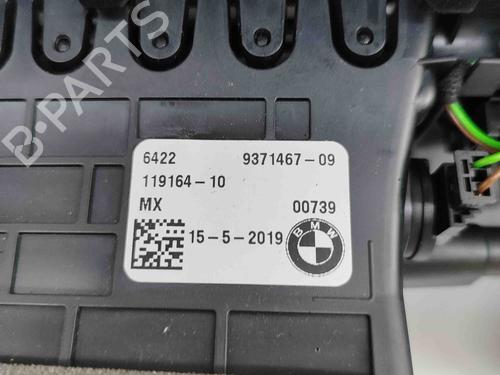 B-PARTS
6422 9371467-09
119164-10
MX 00739
15-5-2019 BMW